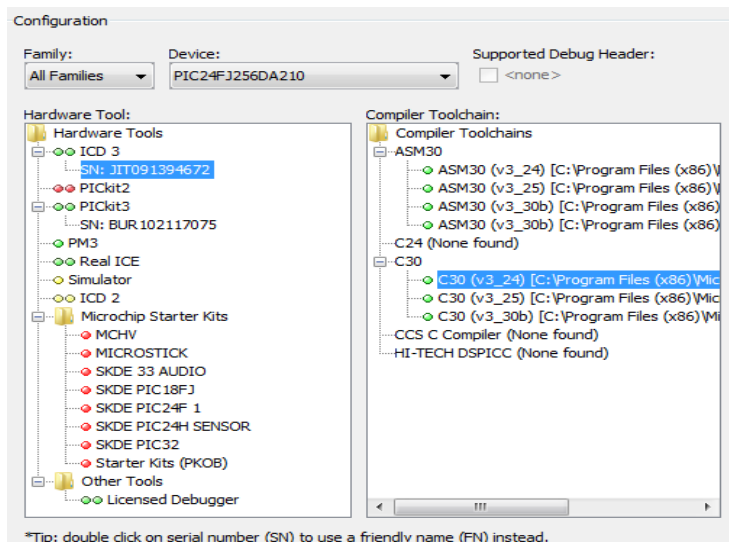 Configuration
Family:
Device:
Supported Debug Header:
All Families
PIC24FJ256DA210
<none>
Hardware Tool:
Hardware Tools
ICD 3
SN: JIT091394672
PICkit2
PICkit3
SN: BUR102117075
PM3
Real ICE
Simulator
ICD 2
Microchip Starter Kits
MCHV
MICROSTICK
SKDE 33 AUDIO
SKDE PIC18FJ
SKDE PIC24F 1
SKDE PIC24H SENSOR
SKDE PIC32
Starter Kits (PKOB)
Other Tools
Licensed Debugger
Compiler Toolchain:
Compiler Toolchains
ASM30
ASM30 (v3_24) [C:\Program Files (x86)\
ASM30 (v3_25) [C:\Program Files (x86)
ASM30 (v3_30b) [C:\Program Files (x86)
ASM30 (v3_30b) [C:\Program Files (x86)
C24 (None found)
C30
C30 (v3_24) [C:\Program Files (x86)\Mic
C30 (v3_25) [C:\Program Files (x86)\Mic
C30 (v3_30b) [C:\Program Files (x86)\Mi
CCS C Compiler (None found)
HI-TECH DSPICC (None found)
*Tip: double click on serial number (SN) to use a friendly name (FN) instead.